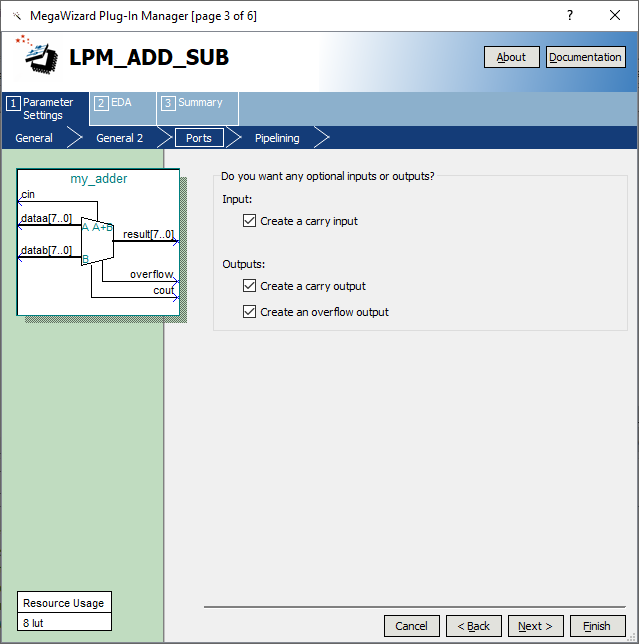 MegaWizard Plug-In Manager [page 3 of 6]
?
LPM_ADD_SUB
About
Documentation
1 Parameter Settings
2 EDA
3 Summary
General
General 2
Ports
Pipelining
my_adder
cin
dataa[7..0]
A A+B
result[7..0]
datab[7..0]
B
overflow
cout
Do you want any optional inputs or outputs?
Input:
Create a carry input
Outputs:
Create a carry output
Create an overflow output
Resource Usage
8 lut
Cancel
< Back
Next >
Finish